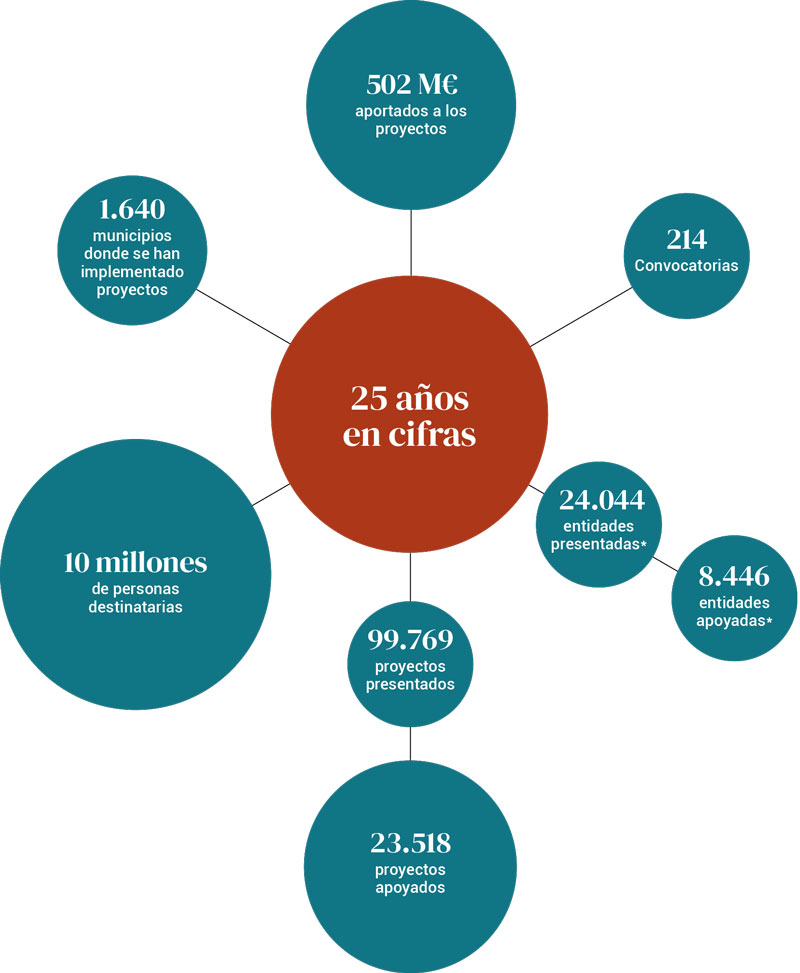 502 M€
aportados a los
proyectos
1.640
municipios
donde se han
implementado
proyectos
214
Convocatorias
25 años
en cifras
24.044
entidades
presentadas*
8.446
entidades
apoyadas*
10 millones
de personas
destinatarias
99.769
proyectos
presentados
23.518
proyectos
apoyados